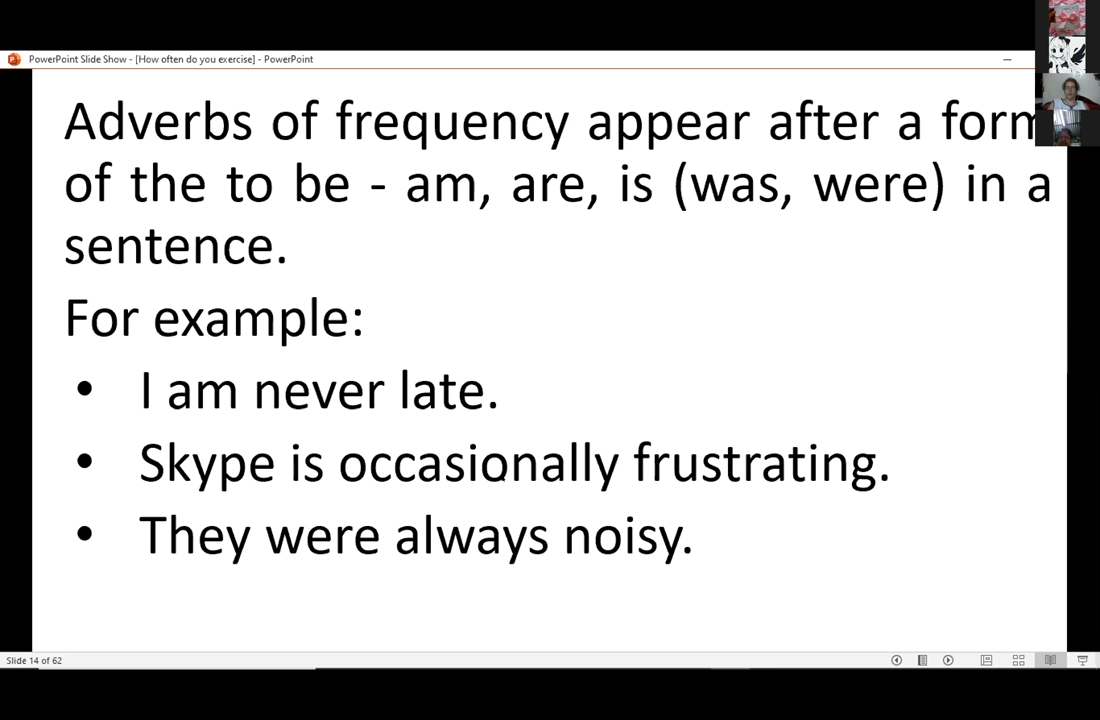 PowerPoint Slide Show - [How often do you exercise] - PowerPoint
Adverbs of frequency appear after a form
of the to be - am, are, is (was, were) in a
sentence.
For example:
• I am never late.
• Skype is occasionally frustrating.
• They were always noisy.
Slide 14 of 62